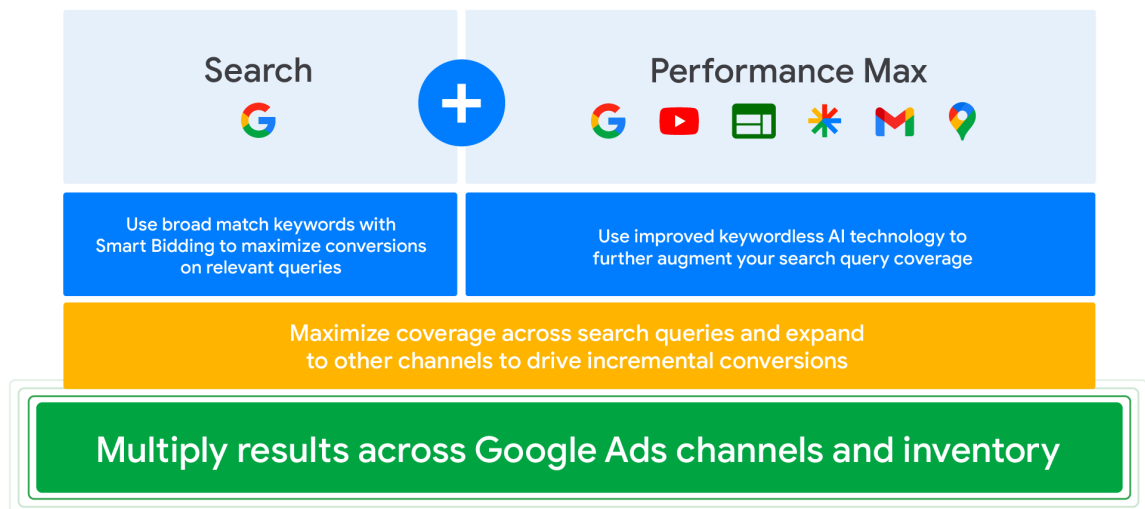 Search
Performance Max
Use broad match keywords with
Smart Bidding to maximize conversions
on relevant queries
Use improved keywordless AI technology to
further augment your search query coverage
Maximize coverage across search queries and expand
to other channels to drive incremental conversions
Multiply results across Google Ads channels and inventory